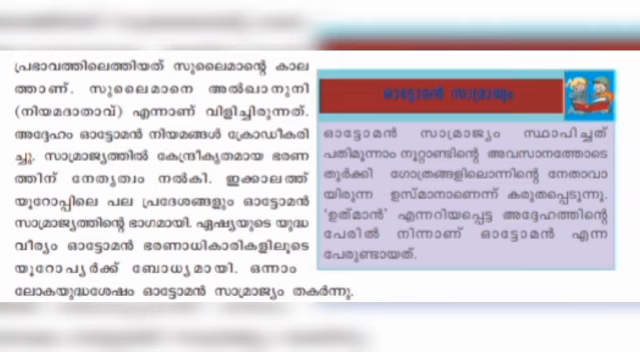 പ്രഭാവത്തിലെത്തിയത് സുലൈമാന്റെ കാല
ത്താണ്. സുലൈമാനെ അൽഖാനൂനി
(നിയമദാതാവ്) എന്നാണ് വിളിച്ചിരുന്നത്.
അദ്ദേഹം ഓട്ടോമൻ നിയമങ്ങൾ ക്രോഡീകരി
ച്ചു. സാമ്രാജ്യത്തിൽ കേന്ദ്രീകൃതമായ ഭരണ
ത്തിന് നേതൃത്വം നൽകി. ഇക്കാലത്ത്
യൂറോപ്പിലെ പല പ്രദേശങ്ങളും ഓട്ടോമൻ
സാമ്രാജ്യത്തിന്റെ ഭാഗമായി. ഏഷ്യയുടെ യുദ്ധ
വീര്യം ഓട്ടോമൻ ഭരണാധികാരികളിലൂടെ
യൂറോപ്യർക്ക് ബോധ്യമായി. ഒന്നാം
ലോകയുദ്ധശേഷം ഓട്ടോമൻ സാമ്രാജ്യം തകർന്നു.
ഓട്ടോമൻ സാമ്രാജ്യം
ഓട്ടോമൻ സാമ്രാജ്യം സ്ഥാപിച്ചത്
പതിമൂന്നാം നൂറ്റാണ്ടിന്റെ അവസാനത്തോടെ
തുർക്കി ഗോത്രങ്ങളിലൊന്നിന്റെ നേതാവാ
യിരുന്ന ഉസ്മാനാണെന്ന് കരുതപ്പെടുന്നു.
'ഉത്മാൻ' എന്നറിയപ്പെട്ട അദ്ദേഹത്തിന്റെ
പേരിൽ നിന്നാണ് ഓട്ടോമൻ എന്ന
പേരുണ്ടായത്.